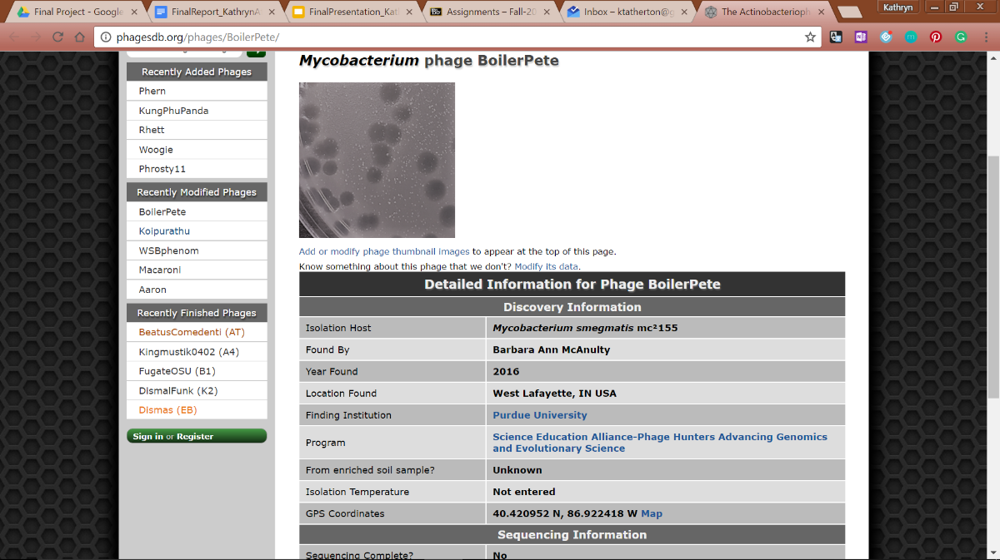 Final Project - Google
FinalReport_KathrynA
FinalPresentation_Kat
Bb Assignments – Fall-20
Inbox – ktatherton@g
The Actinobacterioph
Kathryn
phagesdb.org/phages/BoilerPete/
Recently Added Phages
Phern
KungPhuPanda
Rhett
Woogie
Phrosty11
Recently Modified Phages
BoilerPete
Koipurathu
WSBphenom
Macaroni
Aaron
Recently Finished Phages
BeatusComedenti (AT)
Kingmustik0402 (A4)
FugateOSU (B1)
DismalFunk (K2)
Dismas (EB)
Sign in or Register
Mycobacterium phage BoilerPete
Add or modify phage thumbnail images to appear at the top of this page.
Know something about this phage that we don't? Modify its data.
Detailed Information for Phage BoilerPete
Discovery Information
Isolation Host Mycobacterium smegmatis mc²155
Found By Barbara Ann McAnulty
Year Found 2016
Location Found West Lafayette, IN USA
Finding Institution Purdue University
Program Science Education Alliance-Phage Hunters Advancing Genomics
and Evolutionary Science
From enriched soil sample? Unknown
Isolation Temperature Not entered
GPS Coordinates 40.420952 N, 86.922418 W Map
Sequencing Information
Sequencing Complete? No